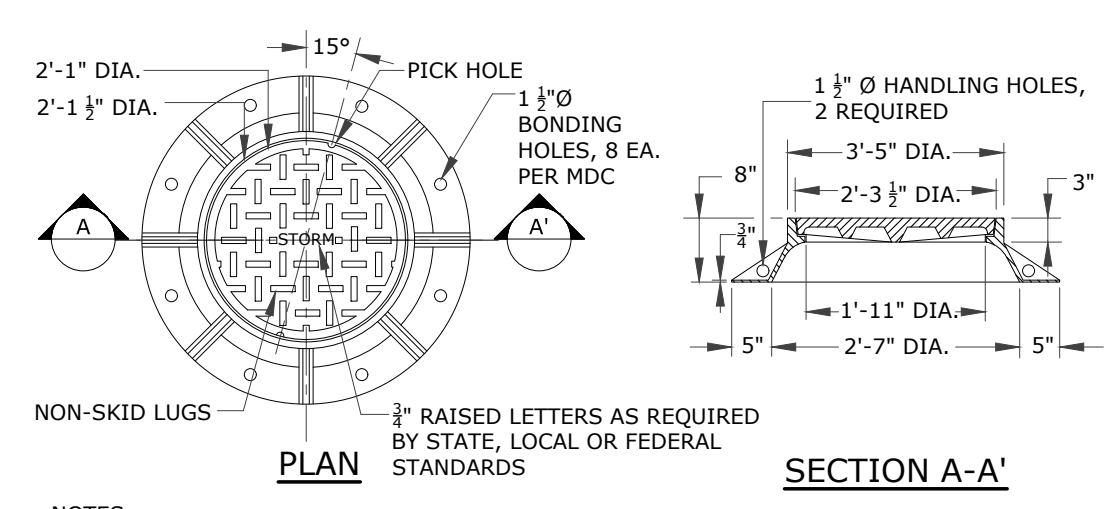 15°
2'-1" DIA.
2'-1 1/2" DIA.
PICK HOLE
1 1/2"Ø
BONDING
HOLES, 8 EA.
PER MDC
A
A'
STORM
NON-SKID LUGS
3/4" RAISED LETTERS AS REQUIRED
BY STATE, LOCAL OR FEDERAL
STANDARDS
PLAN
1 1/2" Ø HANDLING HOLES,
2 REQUIRED
3'-5" DIA.
8"
2'-3 1/2" DIA.
3"
3/4"
1'-11" DIA.
5"
2'-7" DIA.
5"
SECTION A-A'
NOTES